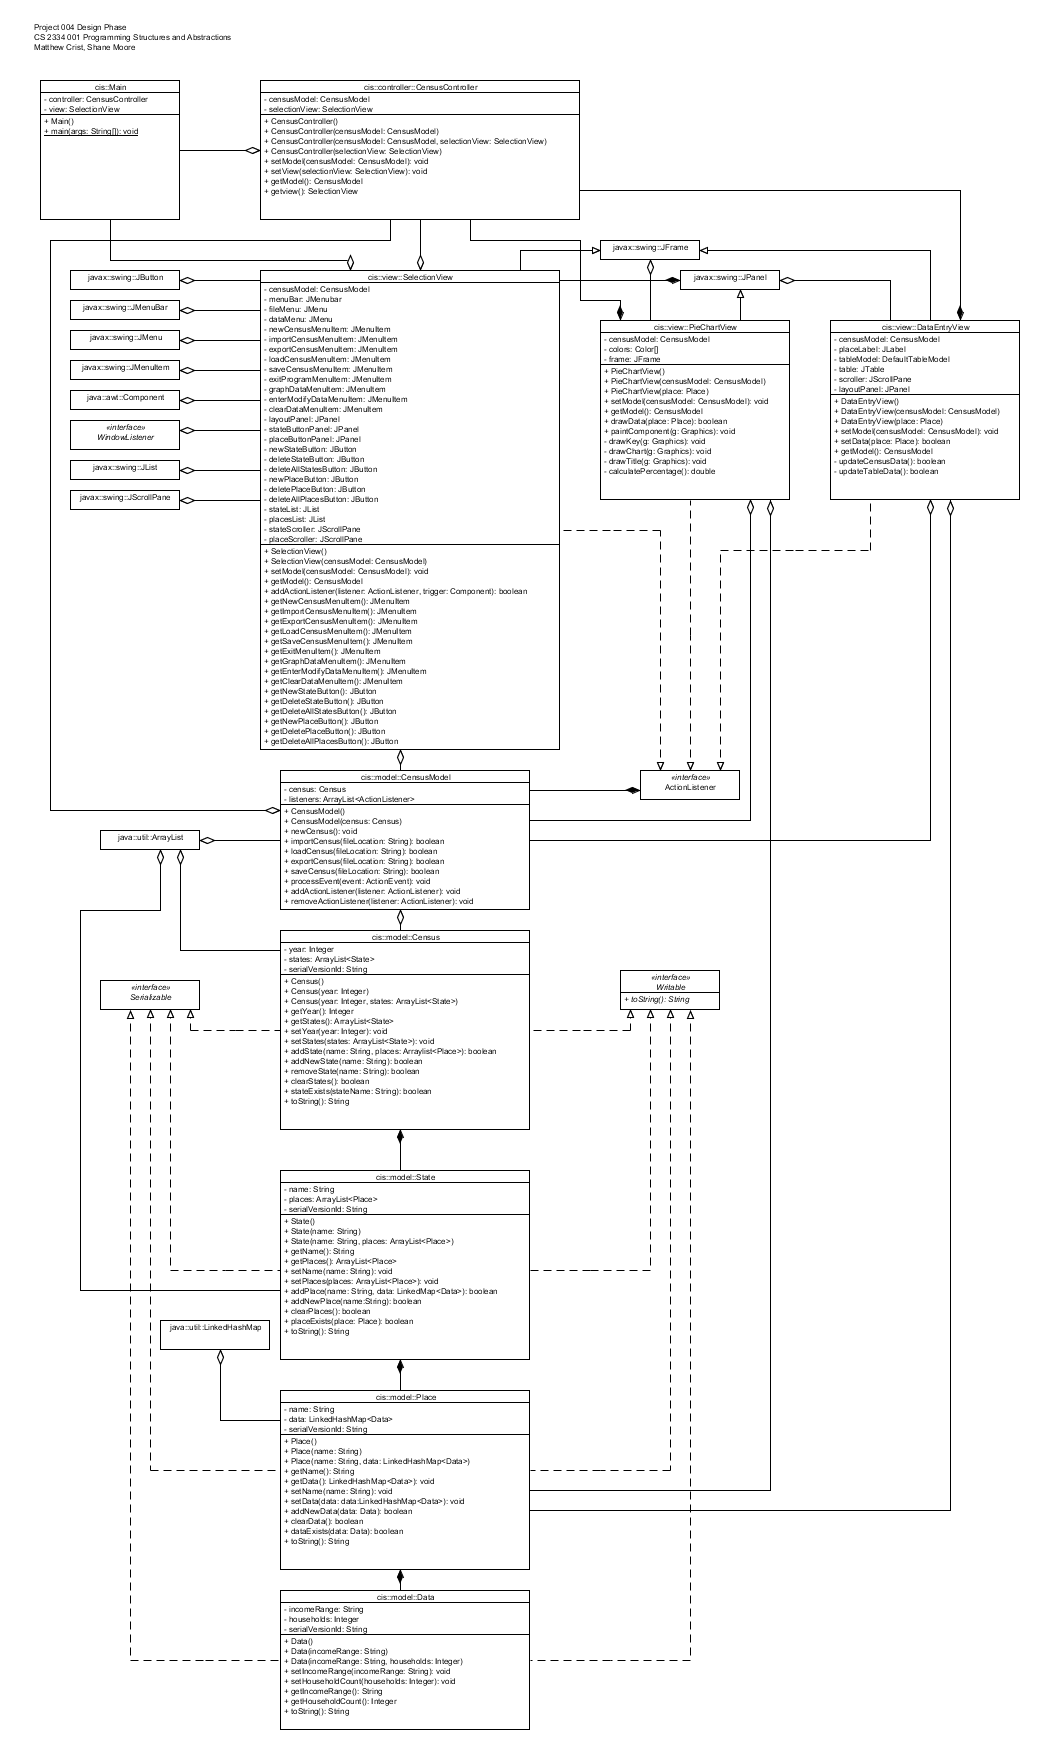 Project 004 Design Phase
CS 2334 001 Programming Structures and Abstractions
Matthew Crist, Shane Moore
cis::Main
- controller: CensusController
- view: SelectionView
+ Main()
+ main(args: String[]): void
cis::controller::CensusController
- censusModel: CensusModel
- selectionView: SelectionView
+ CensusController()
+ CensusController(censusModel: CensusModel)
+ CensusController(censusModel: CensusModel, selectionView: SelectionView)
+ CensusController(selectionView: SelectionView)
+ setModel(censusModel: CensusModel): void
+ setView(selectionView: SelectionView): void
+ getModel(): CensusModel
+ getview(): SelectionView
javax::swing::JFrame
javax::swing::JPanel
javax::swing::JButton
javax::swing::JMenuBar
javax::swing::JMenu
javax::swing::JMenuItem
java::awt::Component
«interface»
WindowListener
javax::swing::JList
javax::swing::JScrollPane
cis::view::SelectionView
- censusModel: CensusModel
- menuBar: JMenubar
- fileMenu: JMenu
- dataMenu: JMenu
- newCensusMenuItem: JMenuItem
- importCensusMenuItem: JMenuItem
- exportCensusMenuItem: JMenuItem
- loadCensusMenuItem: JMenuItem
- saveCensusMenuItem: JMenuItem
- exitProgramMenuItem: JMenuItem
- graphDataMenuItem: JMenuItem
- enterModifyDataMenuItem: JMenuItem
- clearDataMenuItem: JMenuItem
- layoutPanel: JPanel
- stateButtonPanel: JPanel
- placeButtonPanel: JPanel
- newStateButton: JButton
- deleteStateButton: JButton
- deleteAllStatesButton: JButton
- newPlaceButton: JButton
- deletePlaceButton: JButton
- deleteAllPlacesButton: JButton
- stateList: JList
- placesList: JList
- stateScroller: JScrollPane
- placeScroller: JScrollPane
+ SelectionView()
+ SelectionView(censusModel: CensusModel)
+ setModel(censusModel: CensusModel): void
+ getModel(): CensusModel
+ addActionListener(listener: ActionListener, trigger: Component): boolean
+ getNewCensusMenuItem(): JMenuItem
+ getImportCensusMenuItem(): JMenuItem
+ getExportCensusMenuItem(): JMenuItem
+ getLoadCensusMenuItem(): JMenuItem
+ getSaveCensusMenuItem(): JMenuItem
+ getExitMenuItem(): JMenuItem
+ getGraphDataMenuItem(): JMenuItem
+ getEnterModifyDataMenuItem(): JMenuItem
+ getClearDataMenuItem(): JMenuItem
+ getNewStateButton(): JButton
+ getDeleteStateButton(): JButton
+ getDeleteAllStatesButton(): JButton
+ getNewPlaceButton(): JButton
+ getDeletePlaceButton(): JButton
+ getDeleteAllPlacesButton(): JButton
cis::view::PieChartView
- censusModel: CensusModel
- colors: Color[]
- frame: JFrame
+ PieChartView()
+ PieChartView(censusModel: CensusModel)
+ PieChartView(place: Place)
+ setModel(censusModel: CensusModel): void
+ getModel(): CensusModel
+ drawData(place: Place): boolean
+ paintComponent(g: Graphics): void
- drawKey(g: Graphics): void
- drawChart(g: Graphics): void
- drawTitle(g: Graphics): void
- calculatePercentage(): double
cis::view::DataEntryView
- censusModel: CensusModel
- placeLabel: JLabel
- tableModel: DefaultTableModel
- table: JTable
- scroller: JScrollPane
- layoutPanel: JPanel
+ DataEntryView()
+ DataEntryView(censusModel: CensusModel)
+ DataEntryView(place: Place)
+ setModel(censusModel: CensusModel): void
+ setData(place: Place): boolean
+ getModel(): CensusModel
- updateCensusData(): boolean
- updateTableData(): boolean
cis::model::CensusModel
- census: Census
- listeners: ArrayList<ActionListener>
+ CensusModel()
+ CensusModel(census: Census)
+ newCensus(): void
+ importCensus(fileLocation: String): boolean
+ loadCensus(fileLocation: String): boolean
+ exportCensus(fileLocation: String): boolean
+ saveCensus(fileLocation: String): boolean
+ processEvent(event: ActionEvent): void
+ addActionListener(listener: ActionListener): void
+ removeActionListener(listener: ActionListener): void
«interface»
ActionListener
java::util::ArrayList
cis::model::Census
- year: Integer
- states: ArrayList<State>
- serialVersionId: String
+ Census()
+ Census(year: Integer)
+ Census(year: Integer, states: ArrayList<State>)
+ getYear(): Integer
+ getStates(): ArrayList<State>
+ setYear(year: Integer): void
+ setStates(states: ArrayList<State>): void
+ addState(name: String, places: Arraylist<Place>): boolean
+ addNewState(name: String): boolean
+ removeState(name: String): boolean
+ clearStates(): boolean
+ stateExists(stateName: String): boolean
+ toString(): String
«interface»
Serializable
«interface»
Writable
+ toString(): String
cis::model::State
- name: String
- places: ArrayList<Place>
- serialVersionId: String
+ State()
+ State(name: String)
+ State(name: String, places: ArrayList<Place>)
+ getName(): String
+ getPlaces(): ArrayList<Place>
+ setName(name: String): void
+ setPlaces(places: ArrayList<Place>): void
+ addPlace(name: String, data: LinkedMap<Data>): boolean
+ addNewPlace(name:String): boolean
+ clearPlaces(): boolean
+ placeExists(place: Place): boolean
+ toString(): String
java::util::LinkedHashMap
cis::model::Place
- name: String
- data: LinkedHashMap<Data>
- serialVersionId: String
+ Place()
+ Place(name: String)
+ Place(name: String, data: LinkedHashMap<Data>)
+ getName(): String
+ getData(): LinkedHashMap<Data>): void
+ setName(name: String): void
+ setData(data: data:LinkedHashMap<Data>): void
+ addNewData(data: Data): boolean
+ clearData(): boolean
+ dataExists(data: Data): boolean
+ toString(): String
cis::model::Data
- incomeRange: String
- households: Integer
- serialVersionId: String
+ Data()
+ Data(incomeRange: String)
+ Data(incomeRange: String, households: Integer)
+ setIncomeRange(incomeRange: String): void
+ setHouseholdCount(households: Integer): void
+ getIncomeRange(): String
+ getHouseholdCount(): Integer
+ toString(): String